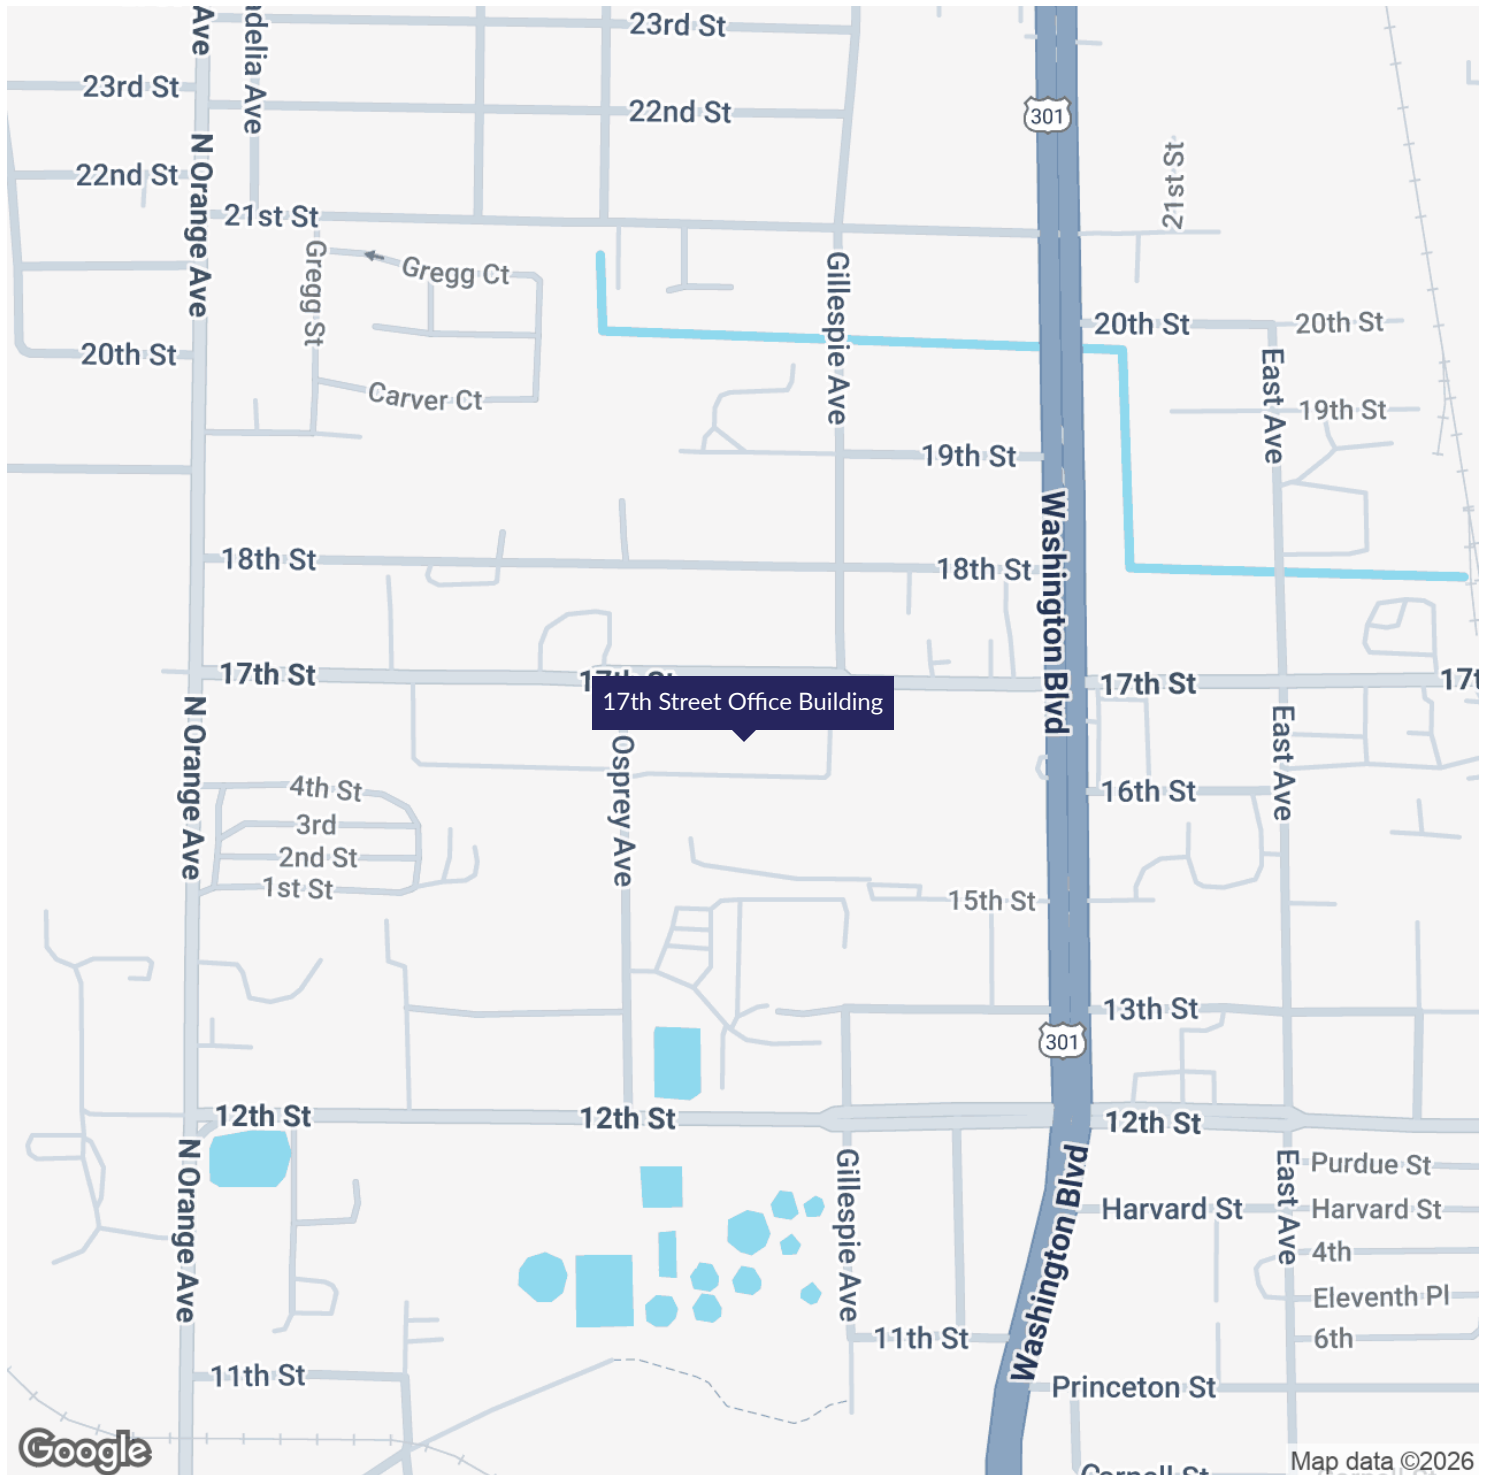 Ave
23rd St
23rd St
22nd St
301
N Orange Ave
22nd St
21st St
21st St
Gregg St
Gregg Ct
Gillespie Ave
20th St
20th St
20th St
East Ave
Carver Ct
19th St
19th St
Washington Blvd
18th St
18th St
17th St
17th St
17th Street Office Building
N Orange Ave
Osprey Ave
East Ave
4th St
16th St
3rd
2nd St
1st St
15th St
13th St
301
12th St
12th St
12th St
N Orange Ave
Gillespie Ave
Washington Blvd
East Ave
Purdue St
Harvard St
Harvard St
4th
Eleventh Pl
11th St
6th
11th St
Princeton St
Google
Map data ©2026